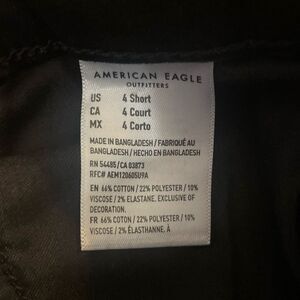 AMERICAN EAGLE
OUTFITTERS
US 4 Short
CA 4 Court
MX 4 Corto
MADE IN BANGLADESH / FABRIQUÉ AU
BANGLADESH / HECHO EN BANGLADESH
RN 54485/CA 03873
RFC# AEM120605U9A
EN 66% COTTON / 22% POLYESTER / 10%
VISCOSE / 2% ELASTANE. EXCLUSIVE OF
DECORATION.
FR 66% COTON / 22% POLYESTER / 10%
VISCOSE / 2% ÉLASTHANNE. À